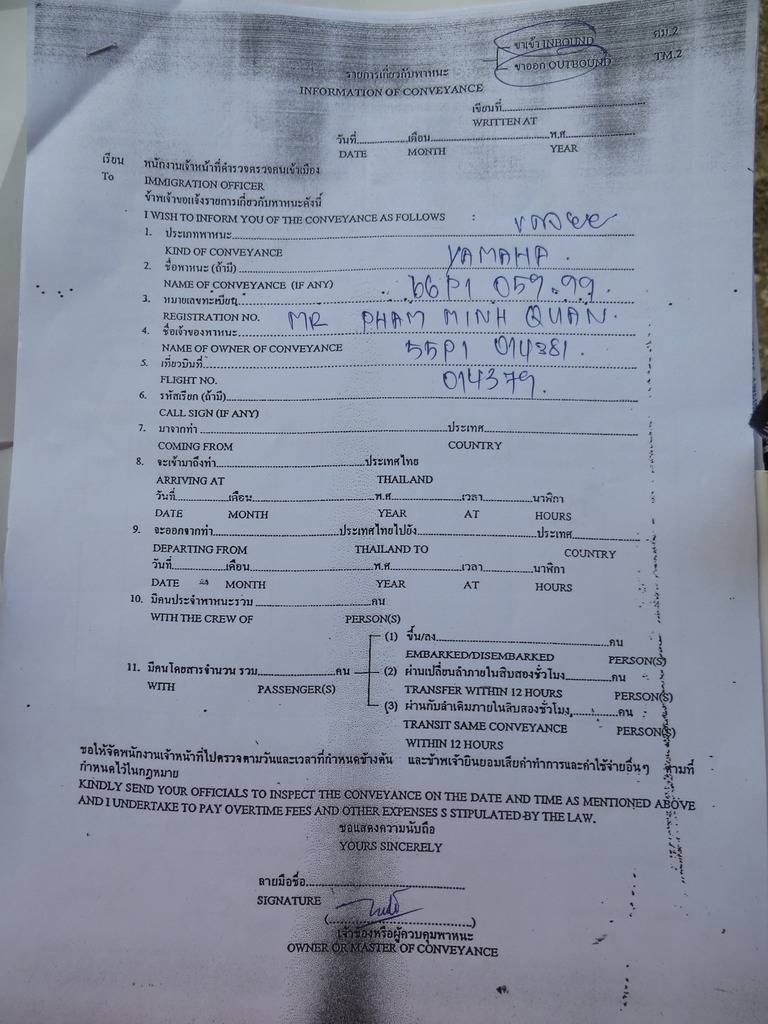 ขาเข้า INBOUND ตม.2
ขาออก OUTBOUND TM.2
รายการเกี่ยวกับพาหนะ
INFORMATION OF CONVEYANCE
เขียนที่
WRITTEN AT
วันที่ เดือน พ.ศ
DATE MONTH YEAR
เรียน พนักงานเจ้าหน้าที่ตำรวจตรวจคนเข้าเมือง
To IMMIGRATION OFFICER
ข้าพเจ้าขอแจ้งรายการเกี่ยวกับพาหนะดังนี้
I WISH TO INFORM YOU OF THE CONVEYANCE AS FOLLOWS :
1. ประเภทพาหนะ
KIND OF CONVEYANCE YAMAHA.
2. ชื่อพาหนะ (ถ้ามี)
NAME OF CONVEYANCE (IF ANY) 66P1 059.99.
3. หมายเลขทะเบียน
REGISTRATION NO. MR PHAM MINH QUAN.
4. ชื่อเจ้าของพาหนะ
NAME OF OWNER OF CONVEYANCE 55P1 014381.
5. เที่ยวบินที่
FLIGHT NO. 014379.
6. รหัสเรียก (ถ้ามี)
CALL SIGN (IF ANY)
7. มาจากท่า ประเทศ
COMING FROM COUNTRY
8. จะเข้ามาถึงท่า ประเทศไทย
ARRIVING AT THAILAND
วันที่ เดือน พ.ศ เวลา นาฬิกา
DATE MONTH YEAR AT HOURS
9. จะออกจากท่า ประเทศไทยไปยัง ประเทศ
DEPARTING FROM THAILAND TO COUNTRY
วันที่ เดือน พ.ศ เวลา นาฬิกา
DATE MONTH YEAR AT HOURS
10. มีคนประจำพาหนะรวม คน
WITH THE CREW OF PERSON(S)
(1) ขึ้น/ลง คน
EMBARKED/DISEMBARKED PERSON(S)
11. มีคนโดยสารจำนวน รวม คน (2) ผ่านเปลี่ยนลำภายในสิบสองชั่วโมง คน
WITH PASSENGER(S) TRANSFER WITHIN 12 HOURS PERSON(S)
(3) ผ่านกับลำเดิมภายในสิบสองชั่วโมง คน
TRANSIT SAME CONVEYANCE PERSON(S)
WITHIN 12 HOURS
ขอให้จัดพนักงานเจ้าหน้าที่ไปตรวจตามวันและเวลาที่กำหนดข้างต้น และข้าพเจ้ายินยอมเสียค่าทำการและค่าใช้จ่ายอื่นๆ ตามที่
กำหนดไว้ในกฎหมาย
KINDLY SEND YOUR OFFICIALS TO INSPECT THE CONVEYANCE ON THE DATE AND TIME AS MENTIONED ABOVE
AND I UNDERTAKE TO PAY OVERTIME FEES AND OTHER EXPENSES S STIPULATED BY THE LAW.
ขอแสดงความนับถือ
YOURS SINCERELY
ลายมือชื่อ
SIGNATURE
เจ้าของหรือผู้ควบคุมพาหนะ
OWNER OR MASTER OF CONVEYANCE